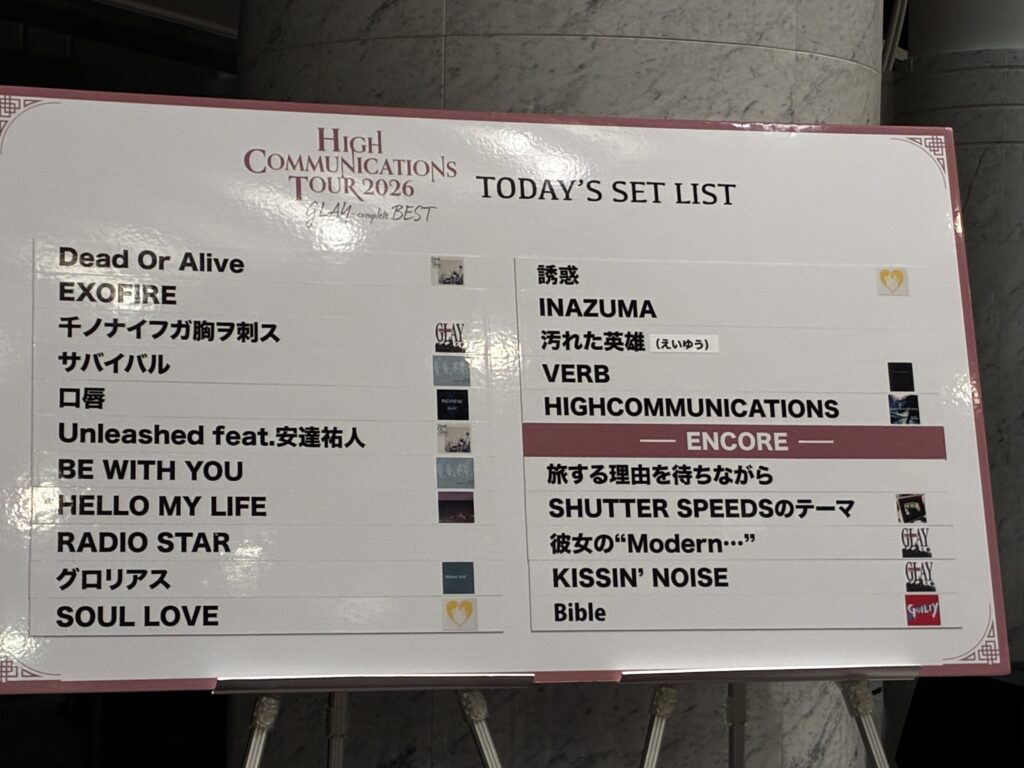 HIGH
COMMUNICATIONS
TOUR 2026
GLAY complete BEST
TODAY'S SET LIST
Dead Or Alive
EXOFIRE
千ノナイフガ胸ヲ刺ス
GLAY
サバイバル
口唇
REVIEW
Unleashed feat.安達祐人
BE WITH YOU
HELLO MY LIFE
RADIO STAR
グロリアス
SOUL LOVE
誘惑
INAZUMA
汚れた英雄 (えいゆう)
VERB
HIGHCOMMUNICATIONS
ENCORE
旅する理由を待ちながら
SHUTTER SPEEDSのテーマ
彼女の“Modern…”
GLAY
KISSIN' NOISE
GLAY
Bible
GUILTY